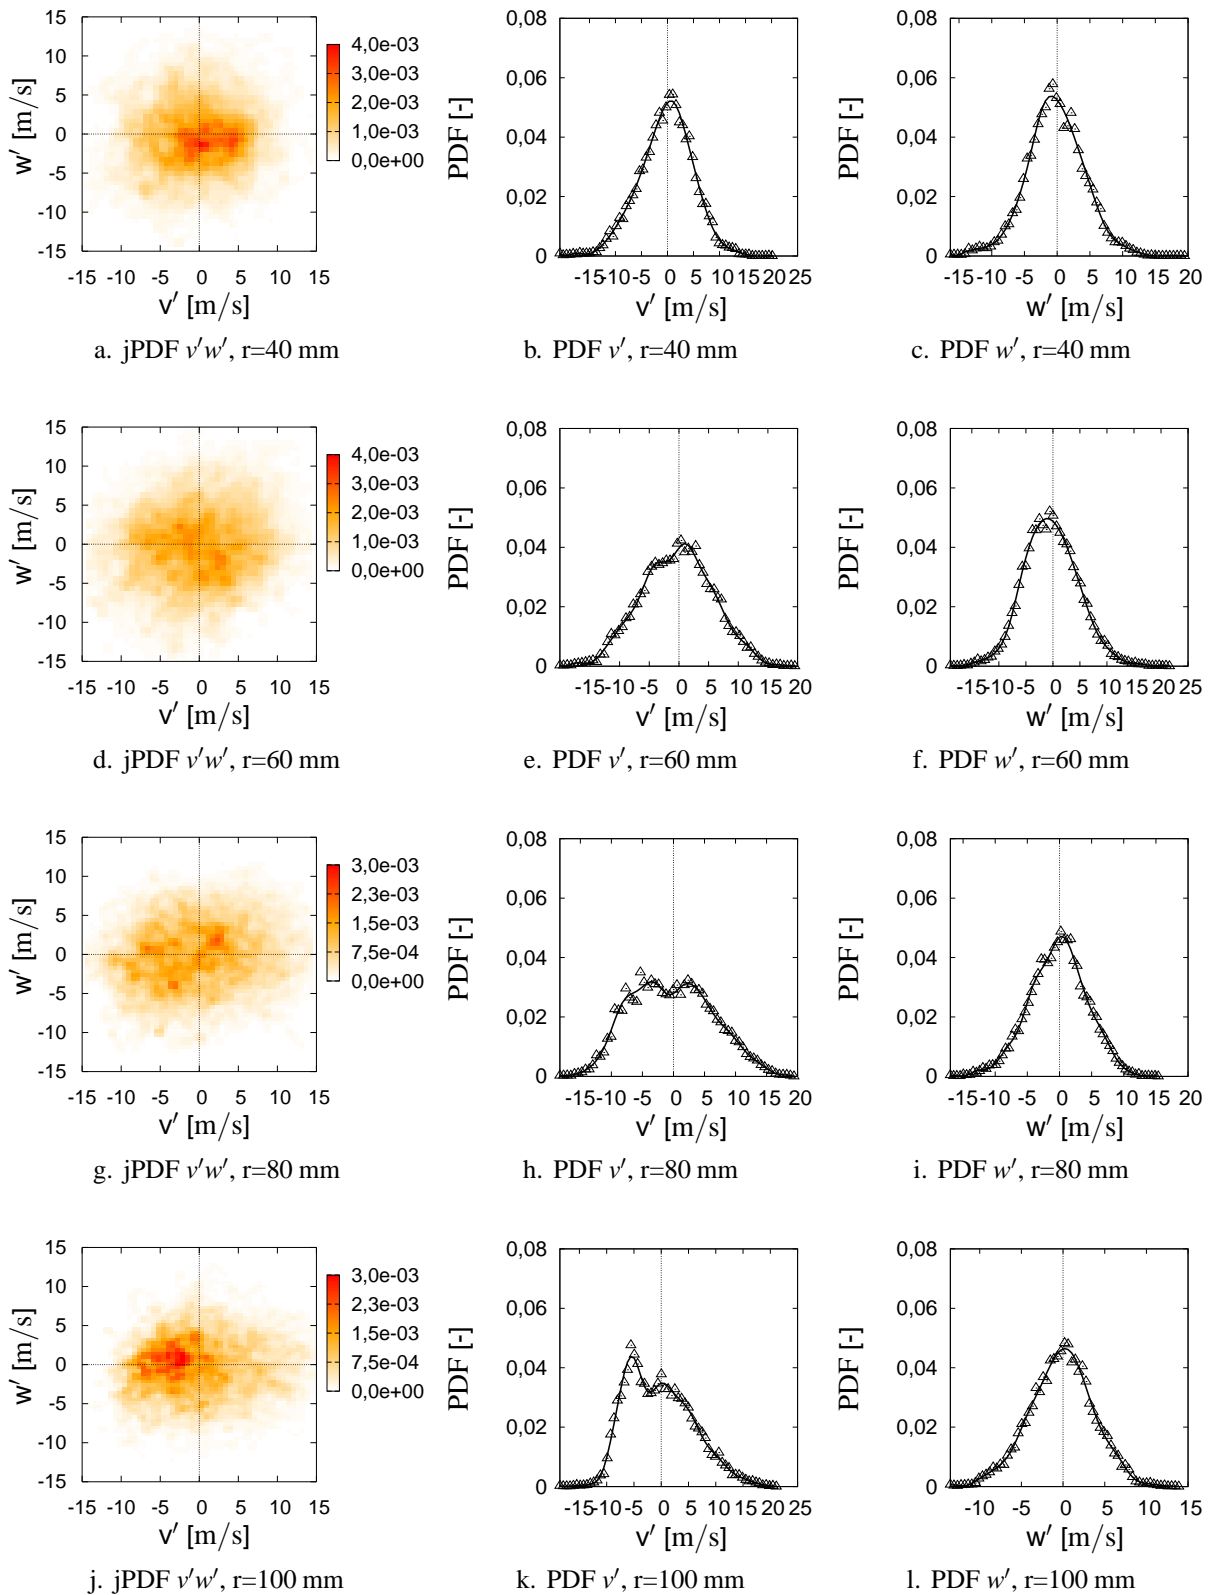 15
10
5
0
-5
-10
-15
-15 -10 -5 0 5 10 15
w′ [m/s]
v′ [m/s]
4,0e-03
3,0e-03
2,0e-03
1,0e-03
0,0e+00
a. jPDF v′w′, r=40 mm
0,08
0,06
0,04
0,02
0
PDF [-]
-15 -10 -5 0 5 10 15 20 25
v′ [m/s]
b. PDF v′, r=40 mm
0,08
0,06
0,04
0,02
0
PDF [-]
-15 -10 -5 0 5 10 15 20
w′ [m/s]
c. PDF w′, r=40 mm
15
10
5
0
-5
-10
-15
-15 -10 -5 0 5 10 15
w′ [m/s]
v′ [m/s]
4,0e-03
3,0e-03
2,0e-03
1,0e-03
0,0e+00
d. jPDF v′w′, r=60 mm
0,08
0,06
0,04
0,02
0
PDF [-]
-15 -10 -5 0 5 10 15 20
v′ [m/s]
e. PDF v′, r=60 mm
0,08
0,06
0,04
0,02
0
PDF [-]
-15 -10 -5 0 5 10 15 20 25
w′ [m/s]
f. PDF w′, r=60 mm
15
10
5
0
-5
-10
-15
-15 -10 -5 0 5 10 15
w′ [m/s]
v′ [m/s]
3,0e-03
2,3e-03
1,5e-03
7,5e-04
0,0e+00
g. jPDF v′w′, r=80 mm
0,08
0,06
0,04
0,02
0
PDF [-]
-15 -10 -5 0 5 10 15 20
v′ [m/s]
h. PDF v′, r=80 mm
0,08
0,06
0,04
0,02
0
PDF [-]
-15 -10 -5 0 5 10 15 20
w′ [m/s]
i. PDF w′, r=80 mm
15
10
5
0
-5
-10
-15
-15 -10 -5 0 5 10 15
w′ [m/s]
v′ [m/s]
3,0e-03
2,3e-03
1,5e-03
7,5e-04
0,0e+00
j. jPDF v′w′, r=100 mm
0,08
0,06
0,04
0,02
0
PDF [-]
-15 -10 -5 0 5 10 15 20 25
v′ [m/s]
k. PDF v′, r=100 mm
0,08
0,06
0,04
0,02
0
PDF [-]
-10 -5 0 5 10 15
w′ [m/s]
l. PDF w′, r=100 mm